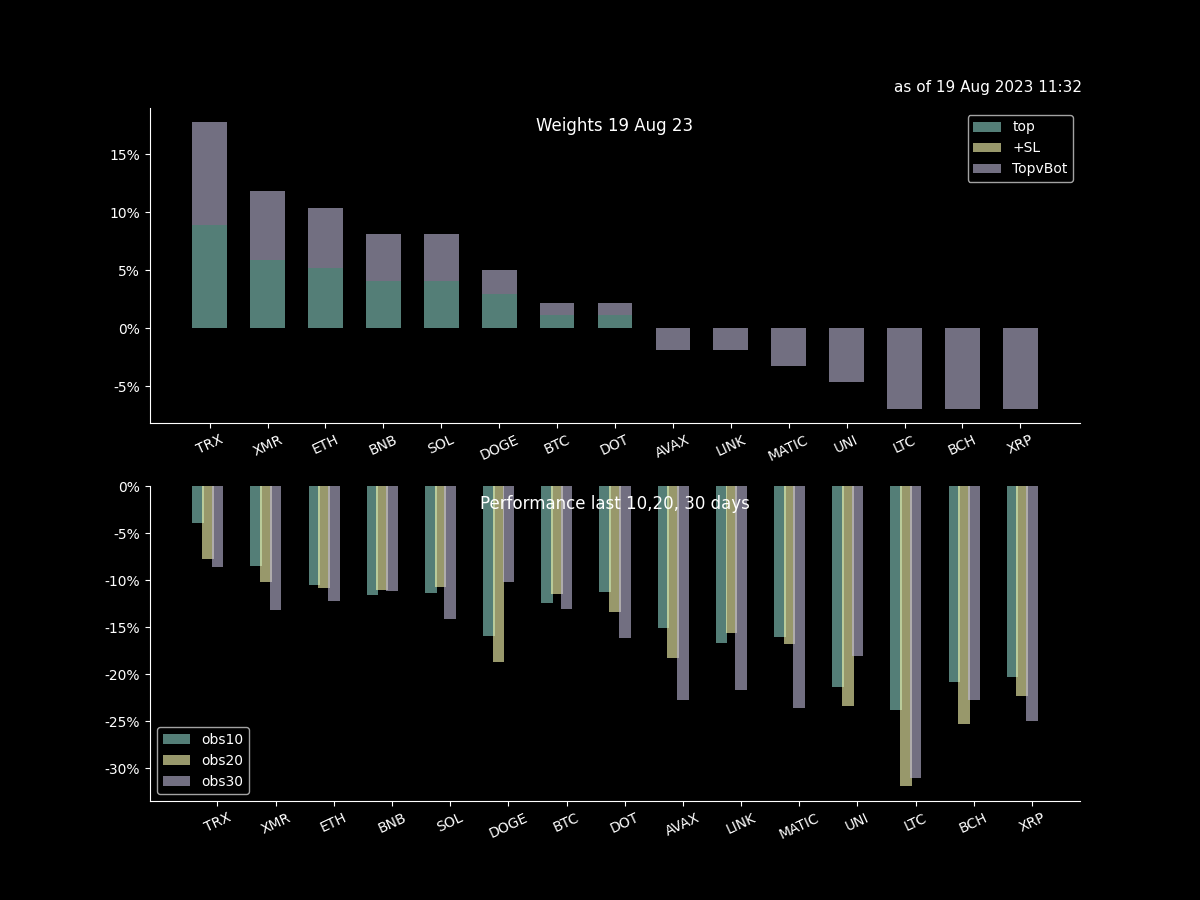 as of 19 Aug 2023 11:32
Weights 19 Aug 23
top
+SL
TopvBot
15%
10%
5%
0%
-5%
TRX XMR ETH BNB SOL DOGE BTC DOT AVAX LINK MATIC UNI LTC BCH XRP
Performance last 10,20, 30 days
0%
-5%
-10%
-15%
-20%
-25%
-30%
obs10
obs20
obs30
TRX XMR ETH BNB SOL DOGE BTC DOT AVAX LINK MATIC UNI LTC BCH XRP